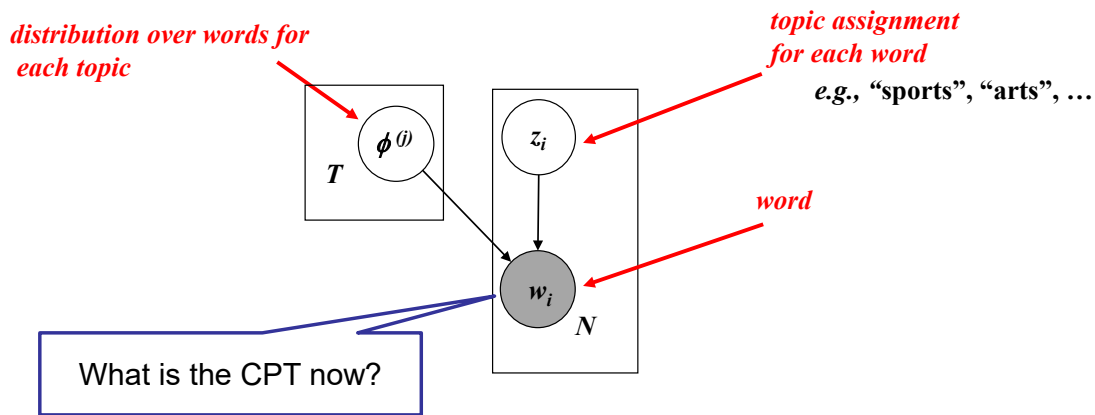 distribution over words for
each topic
topic assignment
for each word
e.g., “sports”, “arts”, …
ϕ(j)
T
zi
word
wi
N
What is the CPT now?